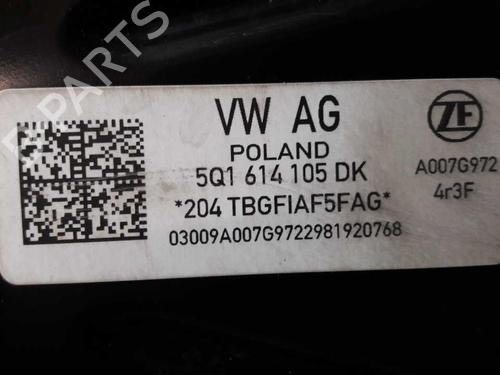 B-PARTS
VW AG
POLAND
5Q1 614 105 DK
*204 TBGFIAF5FAG*
03009A007G9722981920768
ZF
A007G972
4r3F